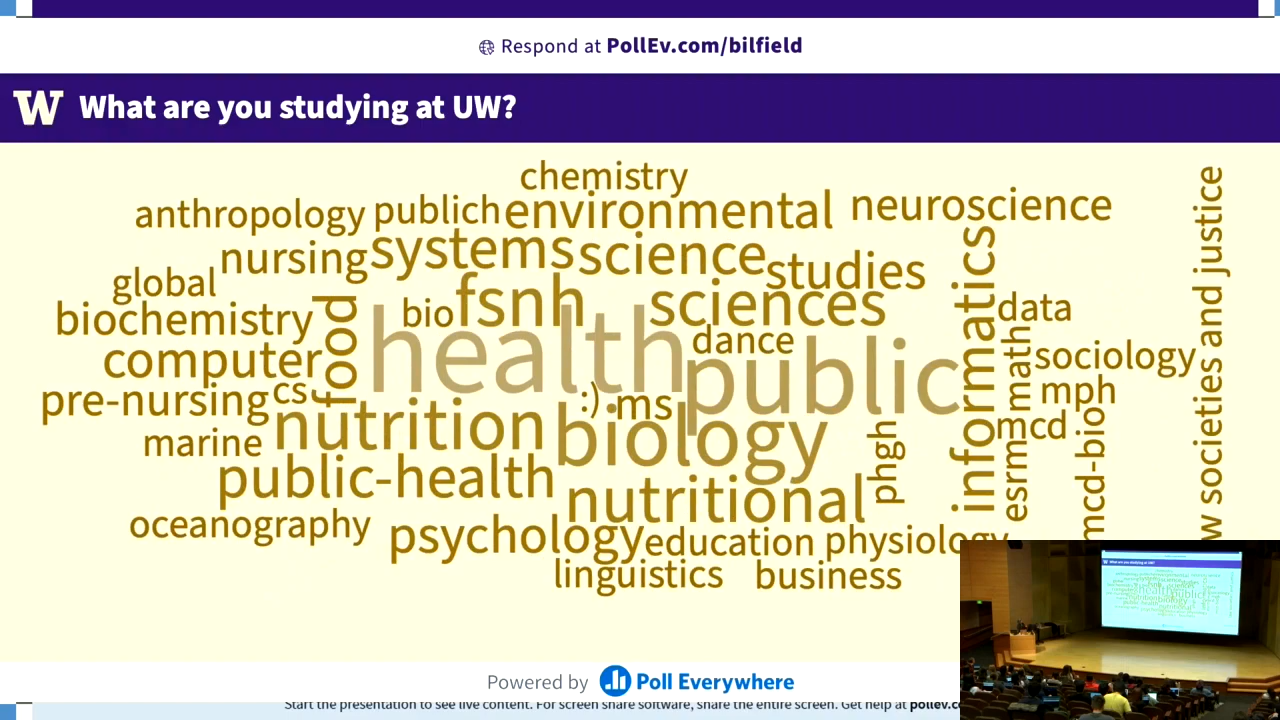 Respond at PollEv.com/bilfield
W What are you studying at UW?
chemistry
anthropology publich environmental neuroscience
nursing systems science studies
global
bio fsnh sciences data
biochemistry food
health dance public
computer informatics math sociology
pre-nursing cs :) ms mph
nutrition biology mcd
marine phgh esrm mcd-bio
public-health nutritional
w societies and justice
oceanography psychology education physiology
linguistics business
Powered by Poll Everywhere
Start the presentation to see live content. For screen share software, share the entire screen. Get help at pollev.c